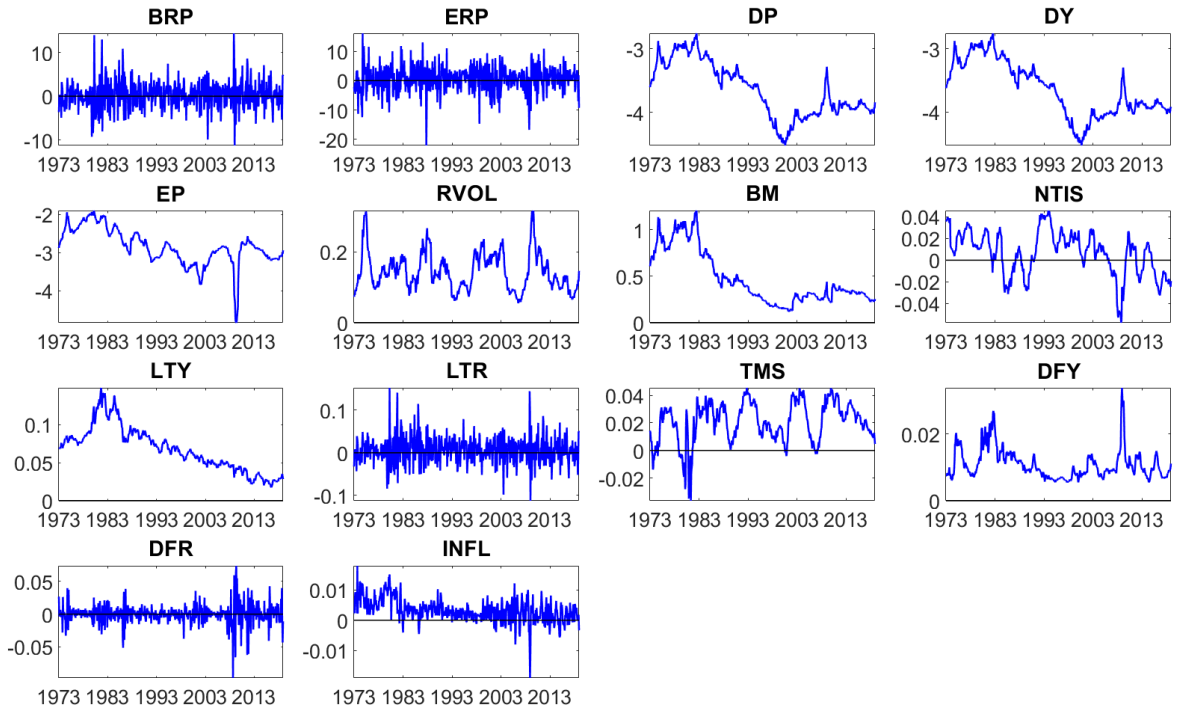 BRP ERP DP DY
10 10 -3 -3
0 0
-10 -4 -4
-10 -20
1973 1983 1993 2003 2013 1973 1983 1993 2003 2013 1973 1983 1993 2003 2013 1973 1983 1993 2003 2013
EP RVOL BM NTIS
-2 0.2 1 0.04
-3 0.5 0.02
-4 0 0 0
-0.02
-0.04
1973 1983 1993 2003 2013 1973 1983 1993 2003 2013 1973 1983 1993 2003 2013 1973 1983 1993 2003 2013
LTY LTR TMS DFY
0.1 0.1 0.04 0.02
0.05 0 0.02 0
0 -0.1 0
-0.02
1973 1983 1993 2003 2013 1973 1983 1993 2003 2013 1973 1983 1993 2003 2013 1973 1983 1993 2003 2013
DFR INFL
0.05 0.01
0 0
-0.05 -0.01
1973 1983 1993 2003 2013 1973 1983 1993 2003 2013